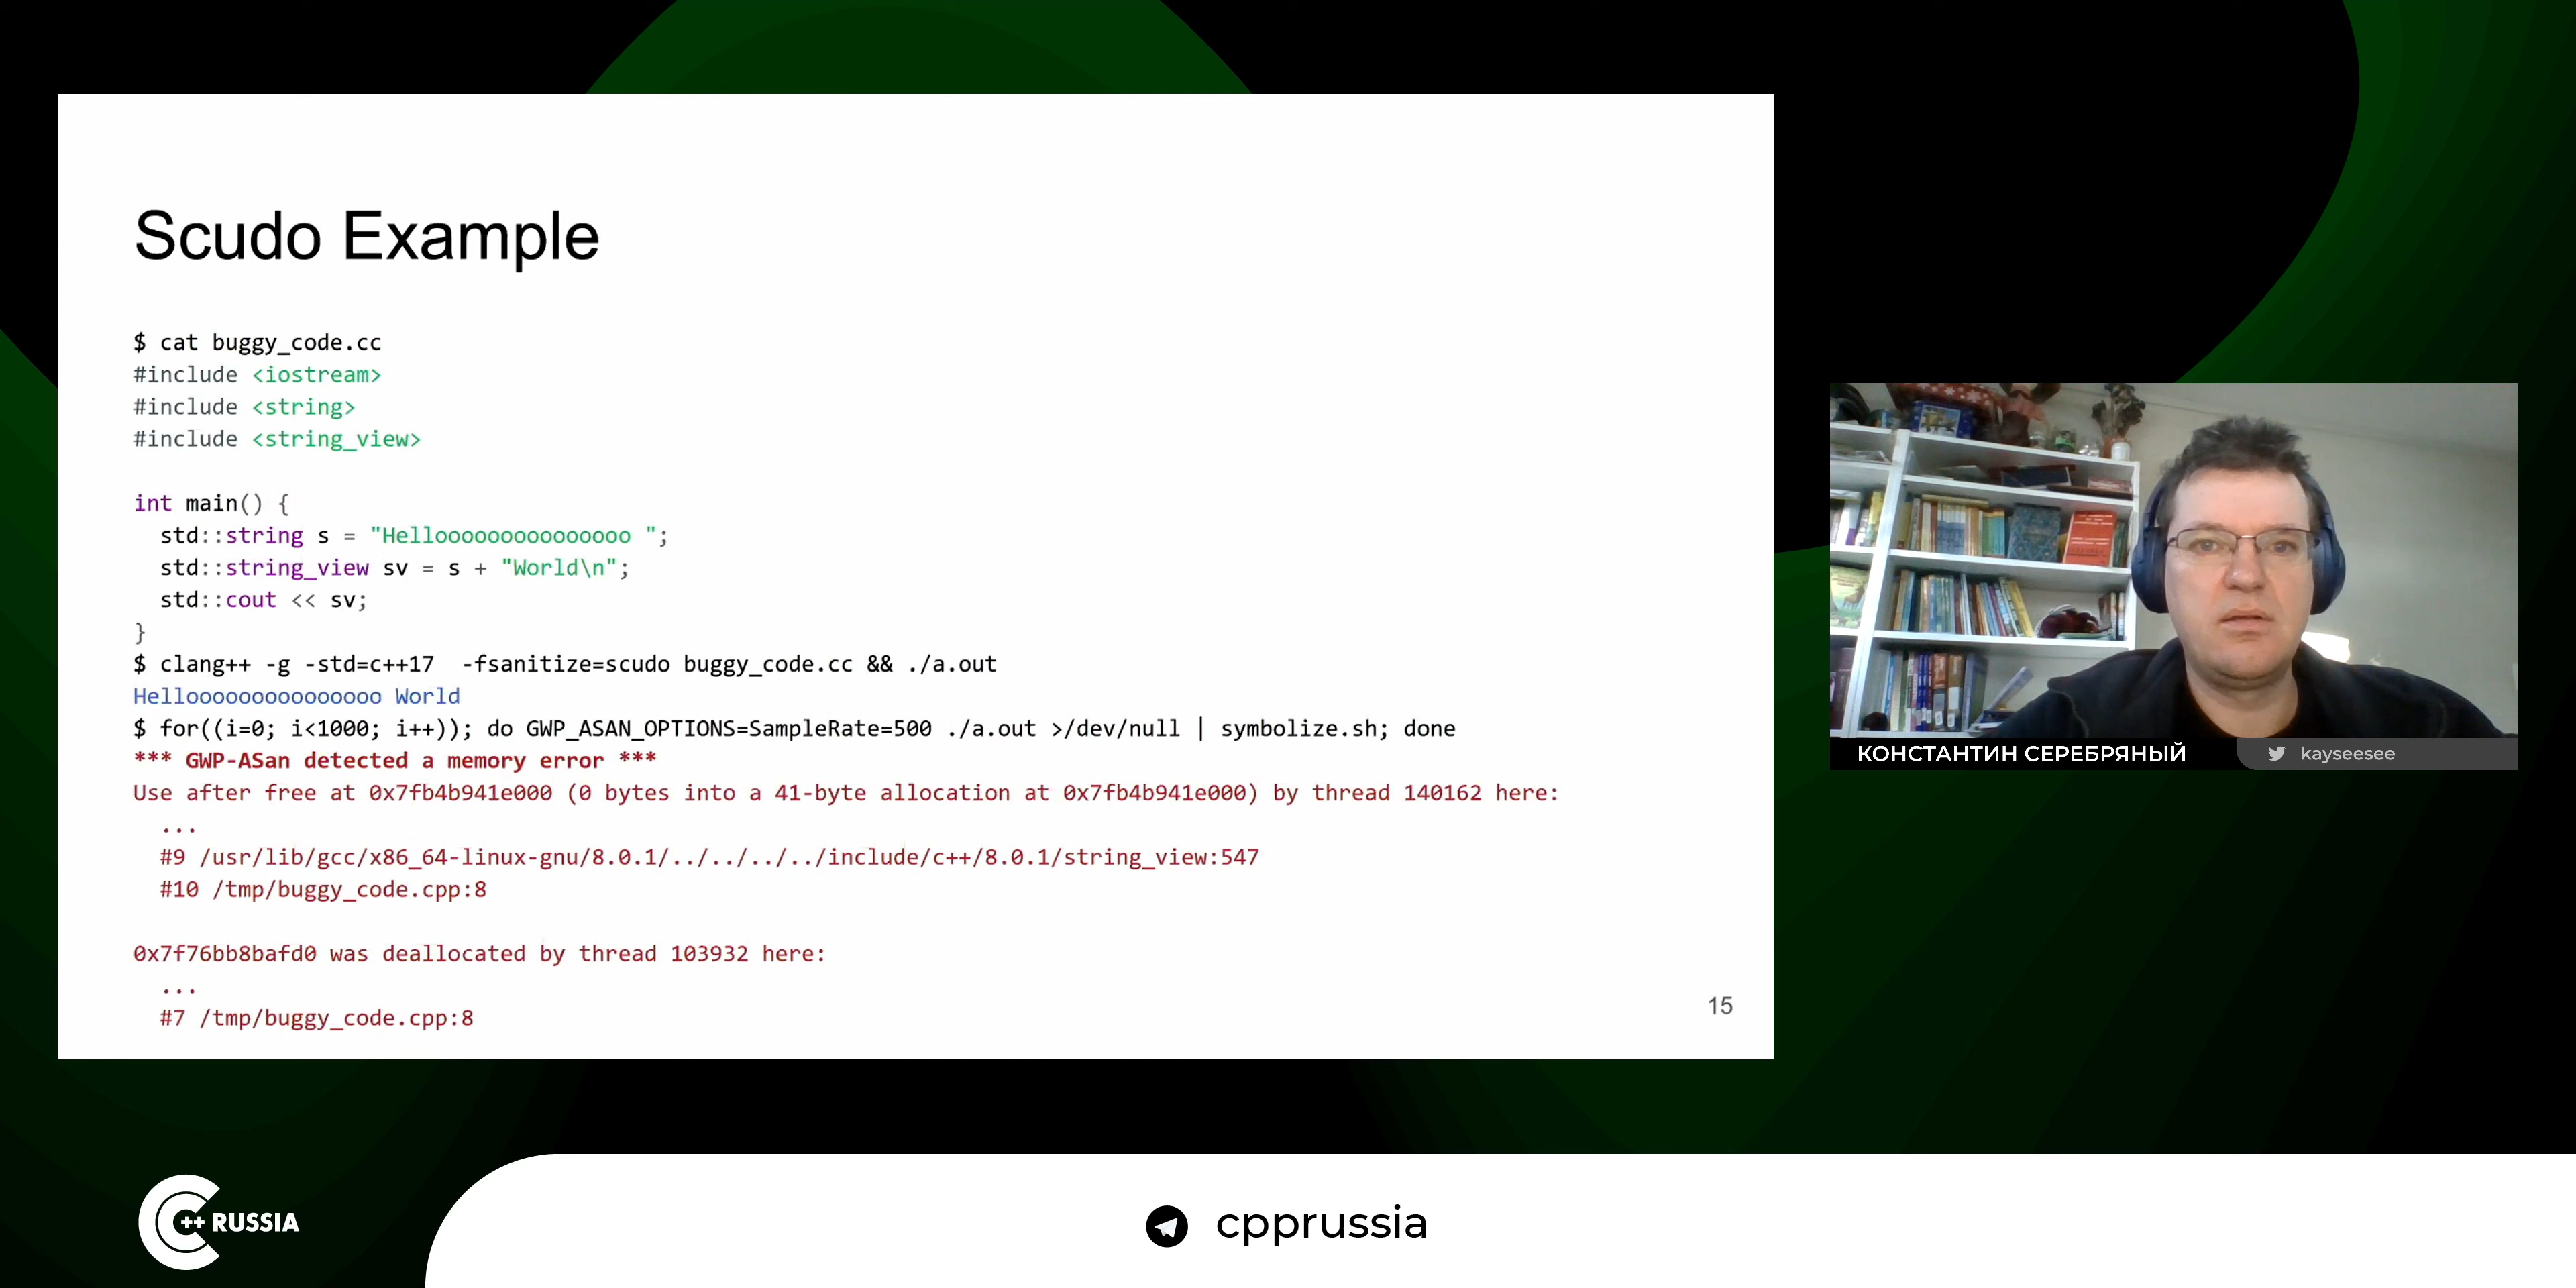 Scudo Example
$ cat buggy_code.cc
#include <iostream>
#include <string>
#include <string_view>
int main() {
  std::string s = "Hellooooooooooooooo ";
  std::string_view sv = s + "World\n";
  std::cout << sv;
}
$ clang++ -g -std=c++17  -fsanitize=scudo buggy_code.cc && ./a.out
Hellooooooooooooooo World
$ for((i=0; i<1000; i++)); do GWP_ASAN_OPTIONS=SampleRate=500 ./a.out >/dev/null | symbolize.sh; done
*** GWP-ASan detected a memory error ***
Use after free at 0x7fb4b941e000 (0 bytes into a 41-byte allocation at 0x7fb4b941e000) by thread 140162 here:
  ...
  #9 /usr/lib/gcc/x86_64-linux-gnu/8.0.1/../../../../include/c++/8.0.1/string_view:547
  #10 /tmp/buggy_code.cpp:8
0x7f76bb8bafd0 was deallocated by thread 103932 here:
  ...
  #7 /tmp/buggy_code.cpp:8
15
КОНСТАНТИН СЕРЕБРЯНЫЙ
kayseesee
C++ RUSSIA
cpprussia